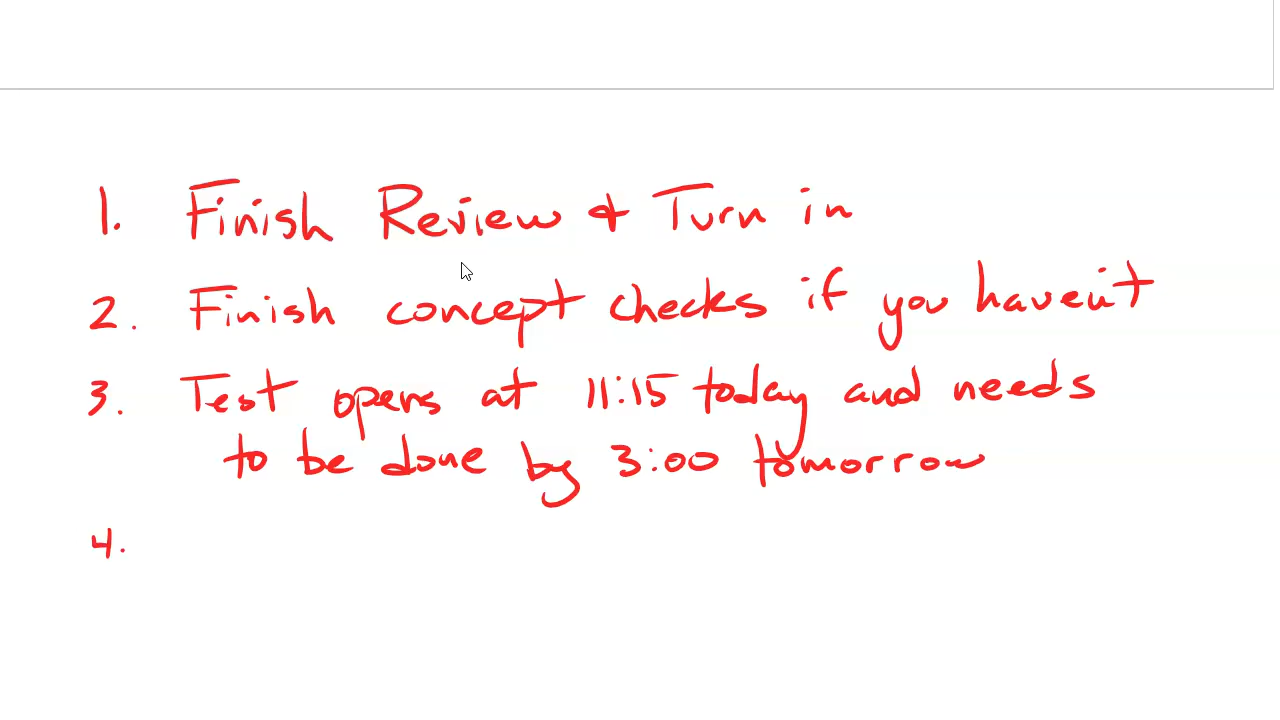 1. Finish Review & Turn in
2. Finish concept checks if you haven't
3. Test opens at 11:15 today and needs
to be done by 3:00 tomorrow
4.